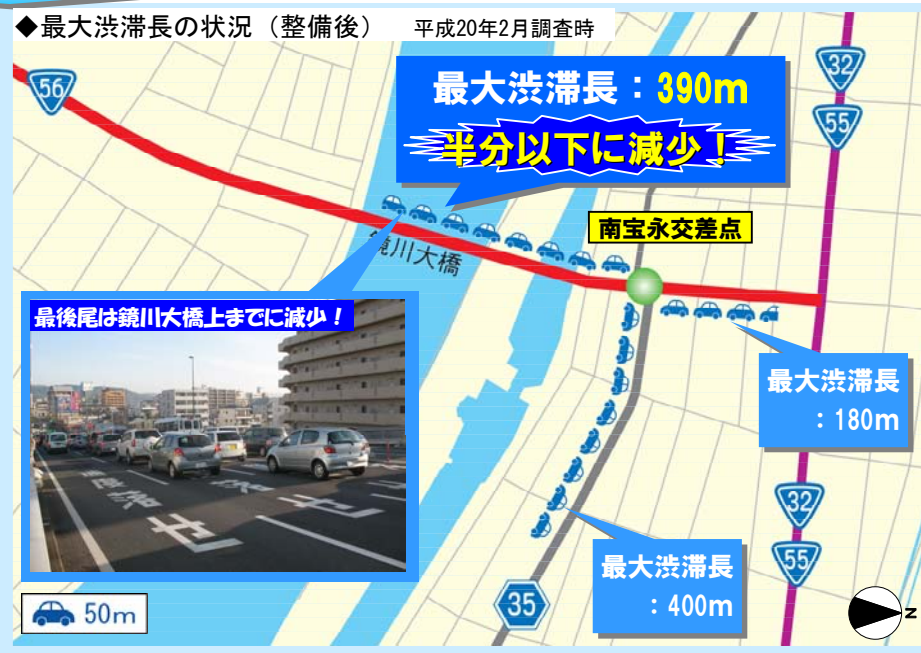 ◆最大渋滞長の状況（整備後） 平成20年2月調査時
56
32
55
最大渋滞長：390m
半分以下に減少！
南宝永交差点
鏡川大橋
最後尾は鏡川大橋上までに減少！
最大渋滞長
：180m
32
55
最大渋滞長
：400m
35
50m
N